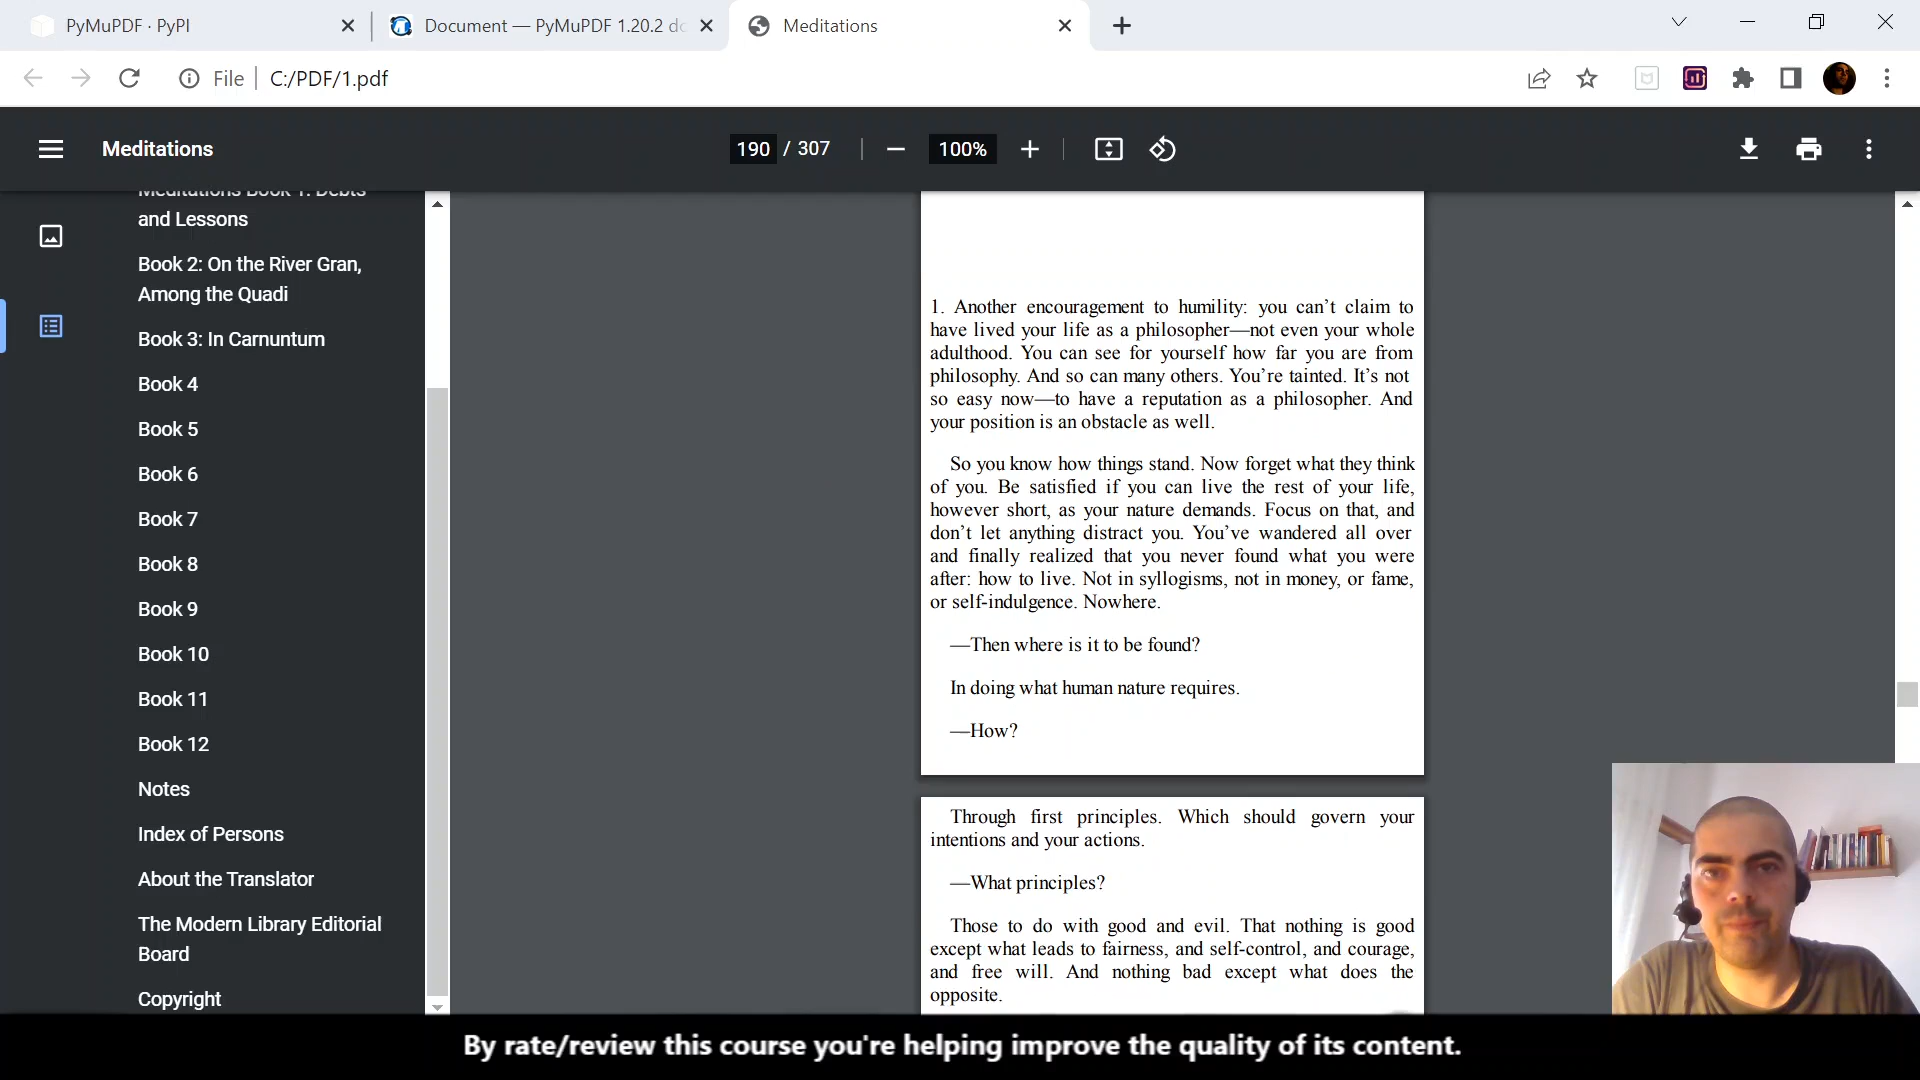 PyMuPDF · PyPI
Document — PyMuPDF 1.20.2 do
Meditations
File
C:/PDF/1.pdf
Meditations
190 / 307
100%
Meditations Book 1: Debts
and Lessons
Book 2: On the River Gran,
Among the Quadi
Book 3: In Carnuntum
Book 4
Book 5
Book 6
Book 7
Book 8
Book 9
Book 10
Book 11
Book 12
Notes
Index of Persons
About the Translator
The Modern Library Editorial
Board
Copyright
1. Another encouragement to humility: you can’t claim to
have lived your life as a philosopher—not even your whole
adulthood. You can see for yourself how far you are from
philosophy. And so can many others. You’re tainted. It’s not
so easy now—to have a reputation as a philosopher. And
your position is an obstacle as well.
So you know how things stand. Now forget what they think
of you. Be satisfied if you can live the rest of your life,
however short, as your nature demands. Focus on that, and
don’t let anything distract you. You’ve wandered all over
and finally realized that you never found what you were
after: how to live. Not in syllogisms, not in money, or fame,
or self-indulgence. Nowhere.
—Then where is it to be found?
In doing what human nature requires.
—How?
Through first principles. Which should govern your
intentions and your actions.
—What principles?
Those to do with good and evil. That nothing is good
except what leads to fairness, and self-control, and courage,
and free will. And nothing bad except what does the
opposite.
By rate/review this course you're helping improve the quality of its content.